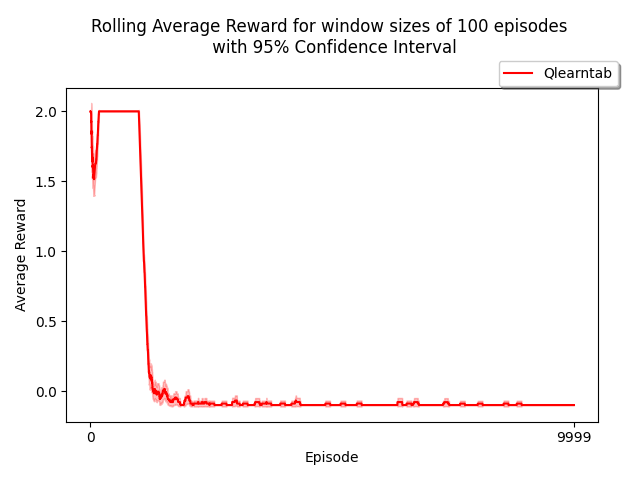 Rolling Average Reward for window sizes of 100 episodes
with 95% Confidence Interval
Qlearntab
2.0
1.5
1.0
0.5
0.0
Average Reward
0
9999
Episode